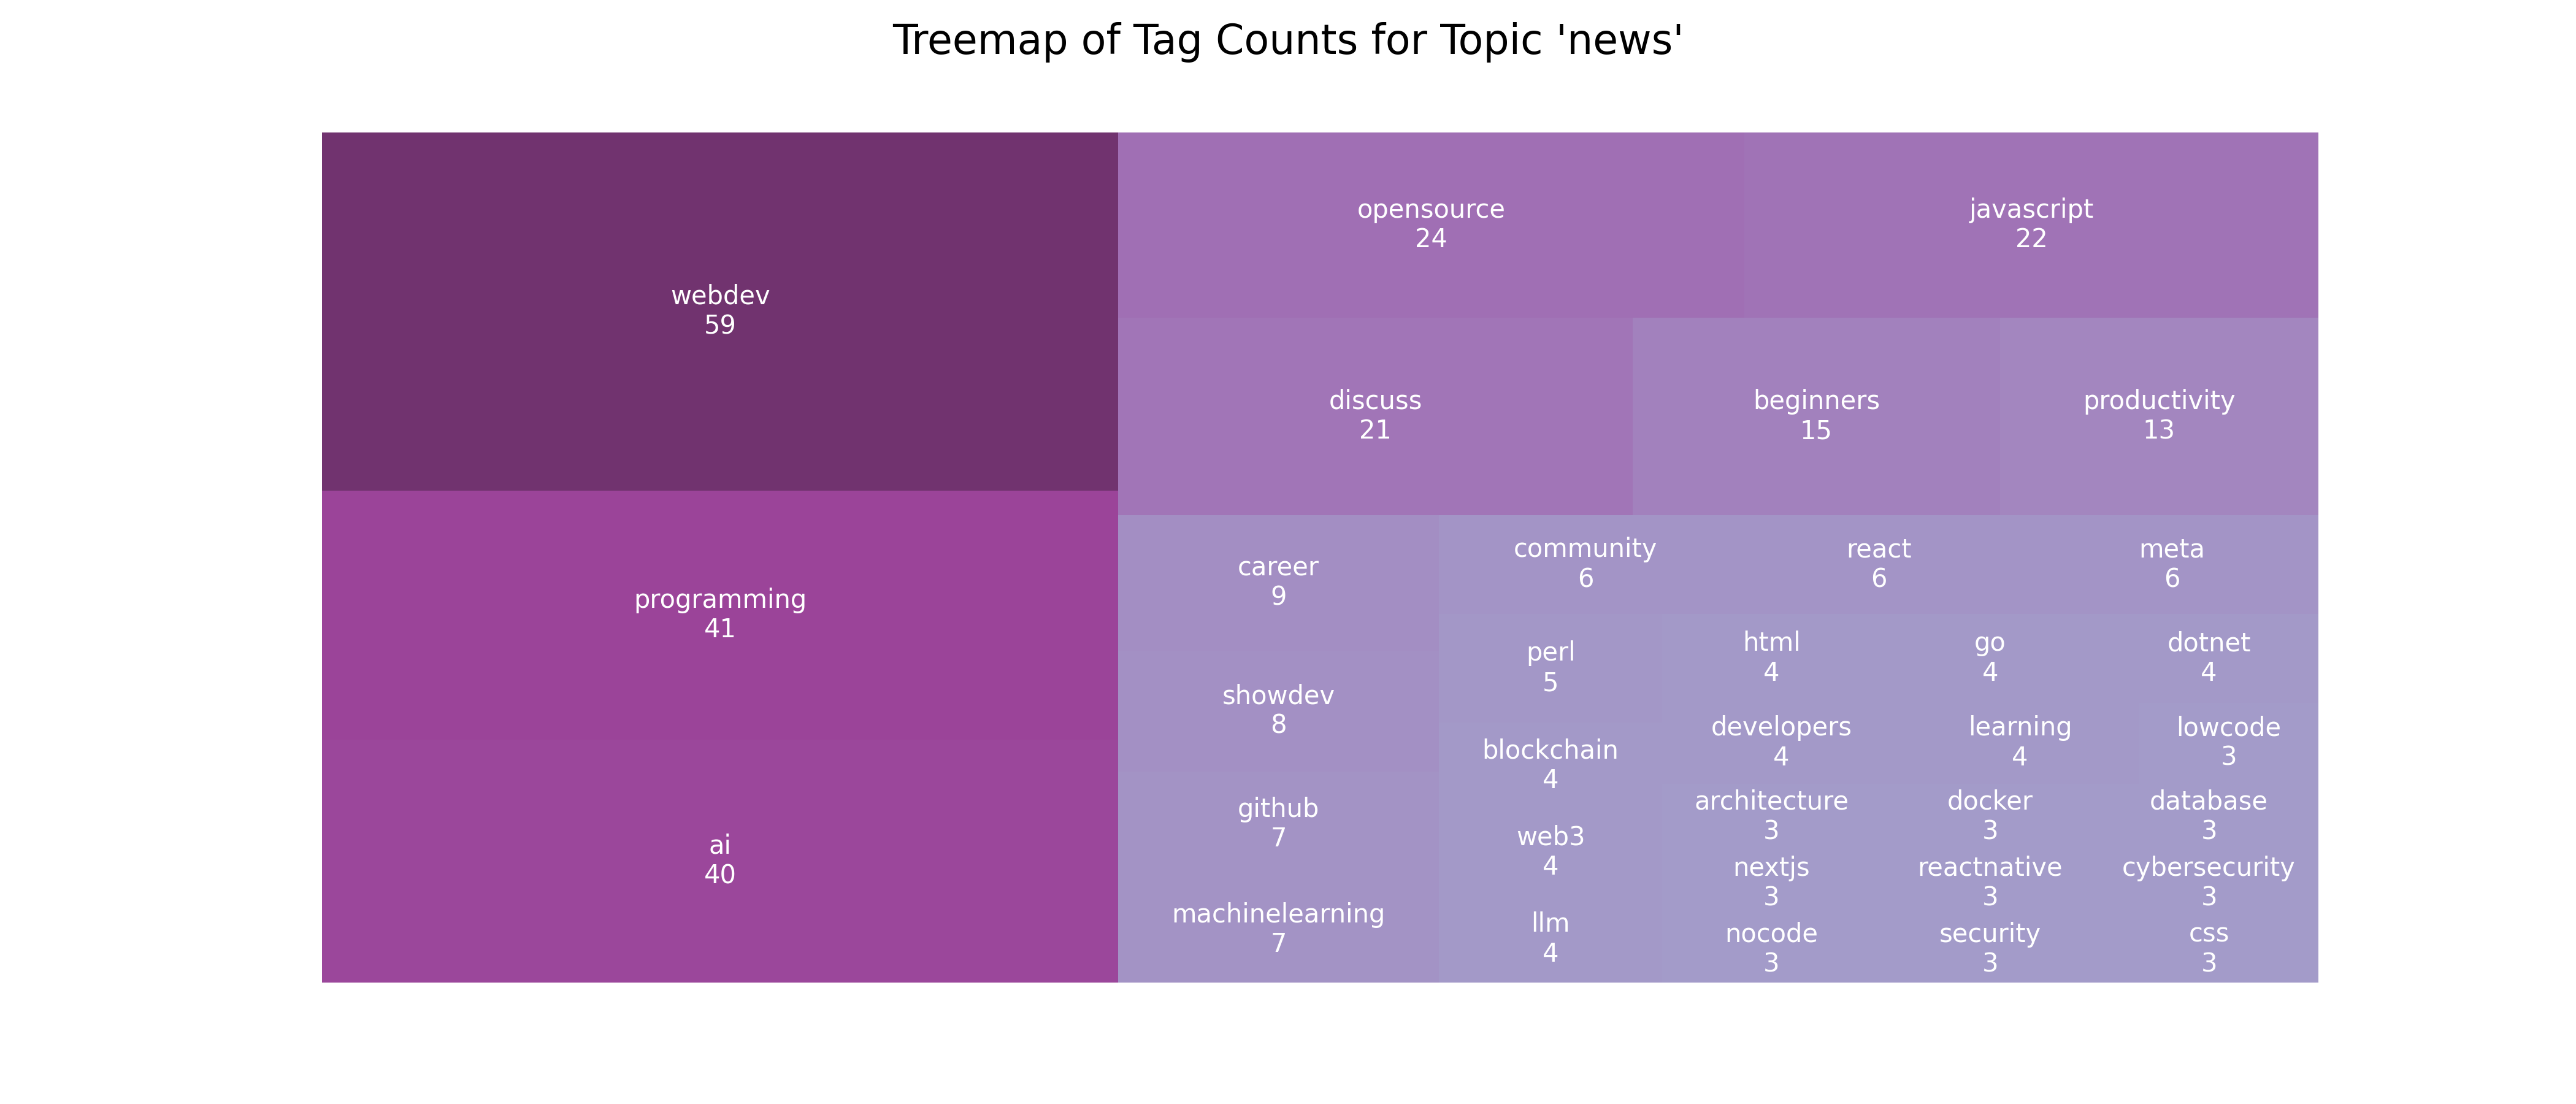 Treemap of Tag Counts for Topic 'news'
webdev
59
programming
41
ai
40
opensource
24
javascript
22
discuss
21
beginners
15
productivity
13
career
9
showdev
8
github
7
machinelearning
7
community
6
react
6
meta
6
perl
5
blockchain
4
web3
4
llm
4
html
4
go
4
dotnet
4
developers
4
learning
4
lowcode
3
architecture
3
docker
3
database
3
nextjs
3
reactnative
3
cybersecurity
3
nocode
3
security
3
css
3